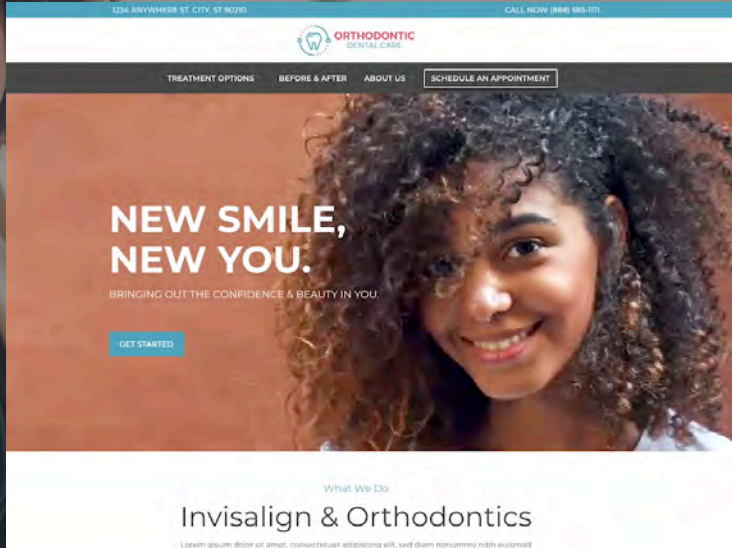 1234 ANYWHERE ST. CITY, ST 90210
CALL NOW (888) 585-1111
ORTHODONTIC
DENTAL CARE
TREATMENT OPTIONS BEFORE & AFTER ABOUT US SCHEDULE AN APPOINTMENT
NEW SMILE,
NEW YOU.
BRINGING OUT THE CONFIDENCE & BEAUTY IN YOU.
GET STARTED
What We Do
Invisalign & Orthodontics
Lorem ipsum dolor sit amet, consectetuer adipiscing elit, sed diam nonummy nibh euismod